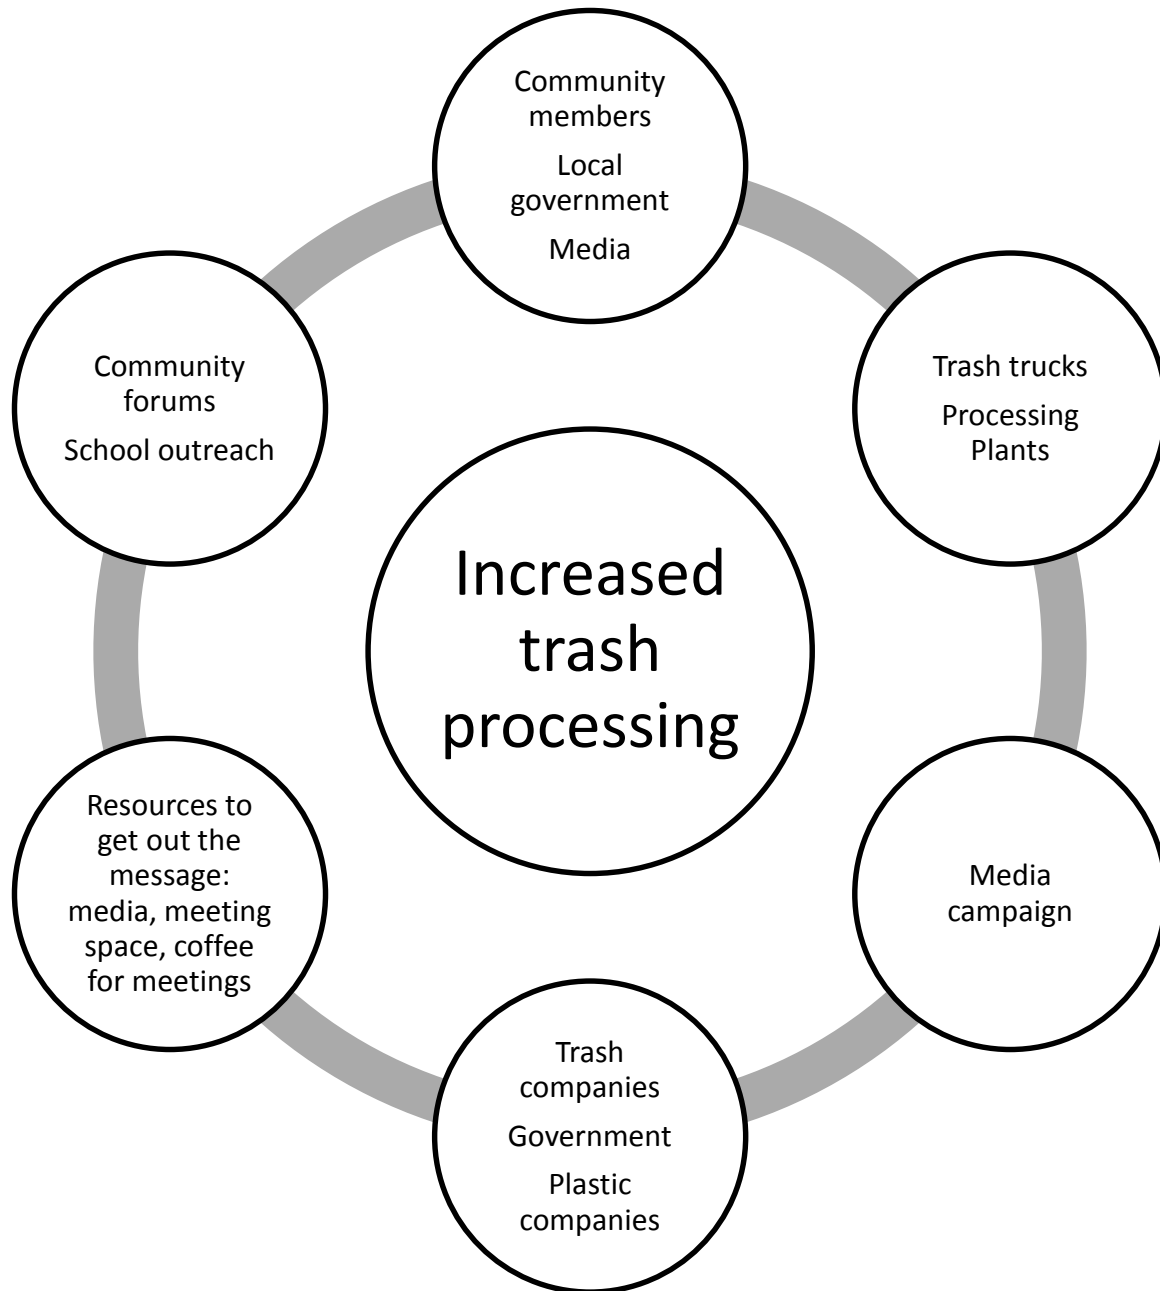 Community
members
Local
government
Media
Community
forums
School outreach
Trash trucks
Processing
Plants
Increased
trash
processing
Resources to
get out the
message:
media, meeting
space, coffee
for meetings
Media
campaign
Trash
companies
Government
Plastic
companies